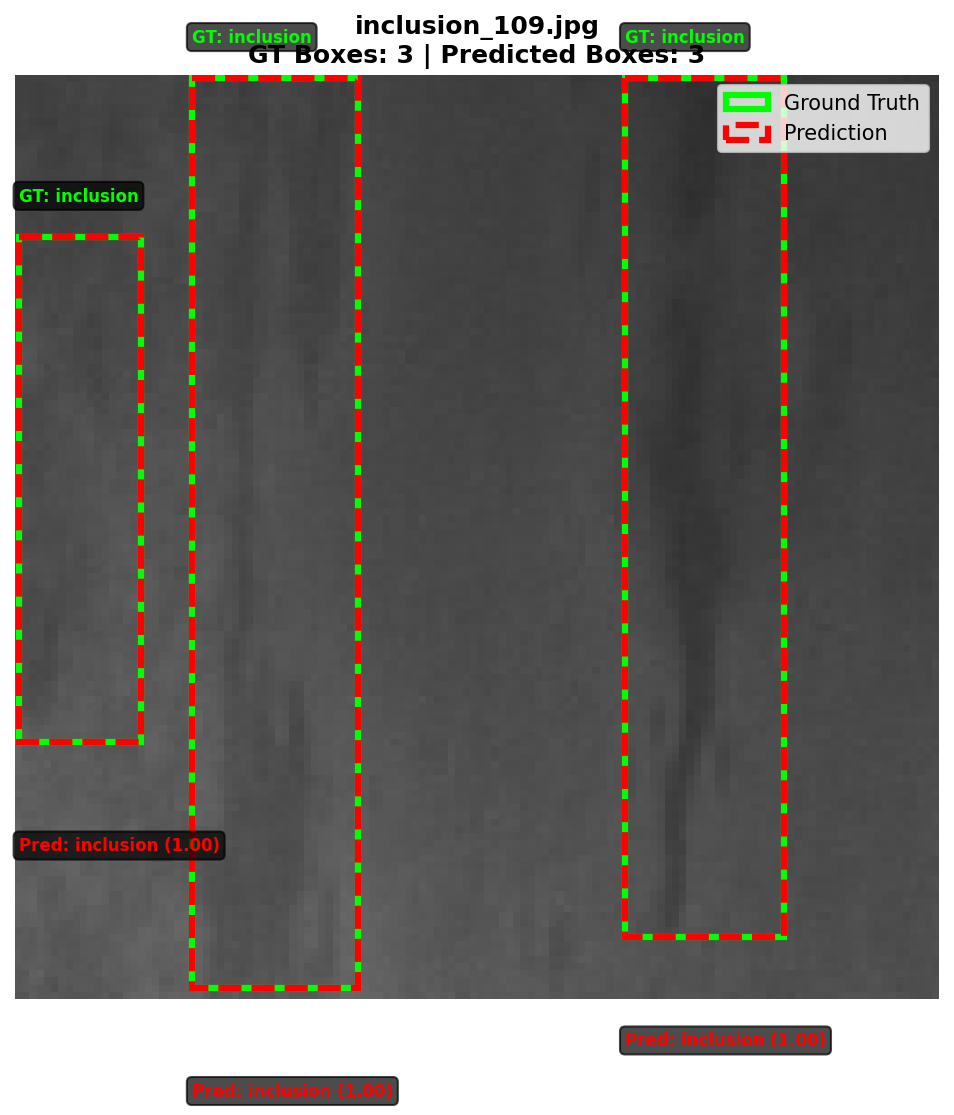 inclusion_109.jpg
GT Boxes: 3 | Predicted Boxes: 3
GT: inclusion
GT: inclusion
Ground Truth
Prediction
GT: inclusion
Pred: inclusion (1.00)
Pred: inclusion (1.00)
Pred: inclusion (1.00)